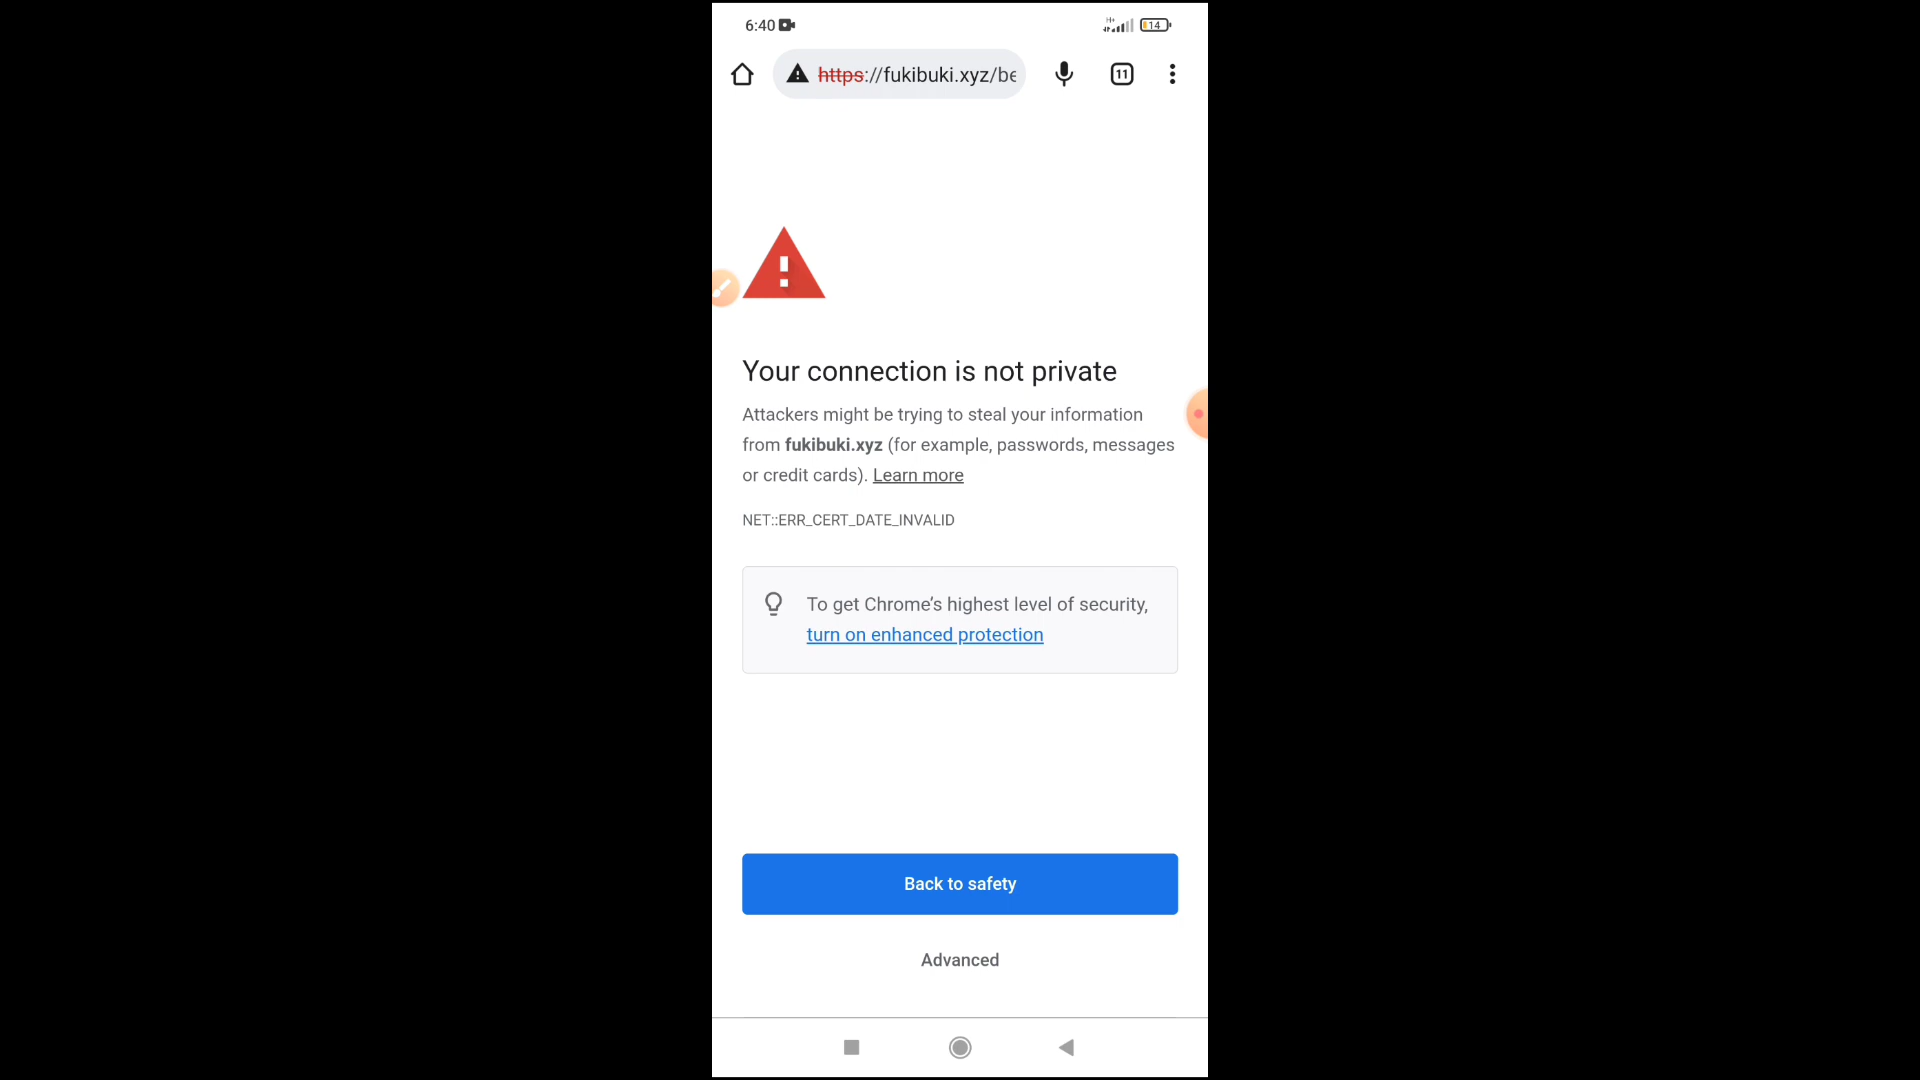 6:40 H+ 14
https://fukibuki.xyz/be 11
Your connection is not private
Attackers might be trying to steal your information
from fukibuki.xyz (for example, passwords, messages
or credit cards). Learn more
NET::ERR_CERT_DATE_INVALID
To get Chrome’s highest level of security,
turn on enhanced protection
Back to safety
Advanced